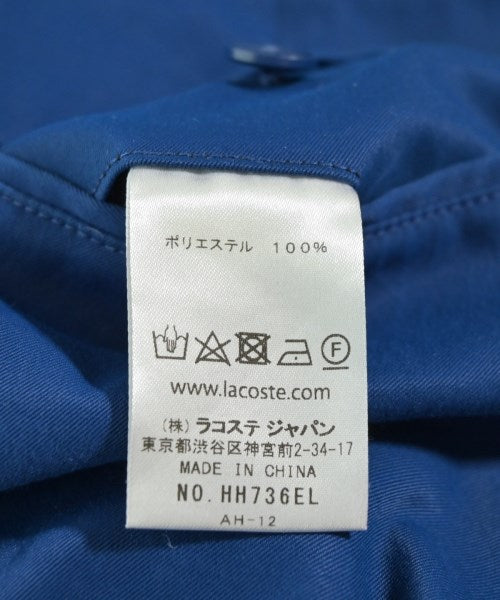 ポリエステル 100%
F
www.lacoste.com
(株) ラコステ ジャパン
東京都渋谷区神宮前2-34-17
MADE IN CHINA
NO. HH736EL
AH-12